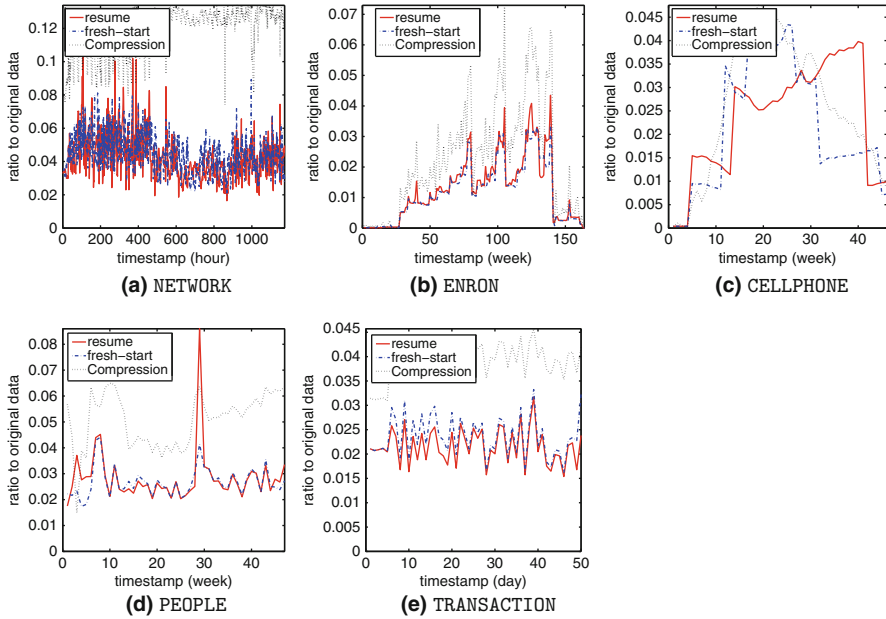 resume
fresh-start
Compression
ratio to original data
0.12
0.1
0.08
0.06
0.04
0.02
0
0 200 400 600 800 1000
timestamp (hour)
(a) NETWORK
resume
fresh-start
Compression
ratio to original data
0.07
0.06
0.05
0.04
0.03
0.02
0.01
0
0 50 100 150
timestamp (week)
(b) ENRON
resume
fresh-start
Compression
ratio to original data
0.045
0.04
0.035
0.03
0.025
0.02
0.015
0.01
0.005
0
0 10 20 30 40
timestamp (week)
(c) CELLPHONE
resume
fresh-start
Compression
ratio to original data
0.08
0.07
0.06
0.05
0.04
0.03
0.02
0.01
0
0 10 20 30 40
timestamp (week)
(d) PEOPLE
resume
fresh-start
Compression
ratio to original data
0.045
0.04
0.035
0.03
0.025
0.02
0.015
0.01
0.005
0
0 10 20 30 40 50
timestamp (day)
(e) TRANSACTION